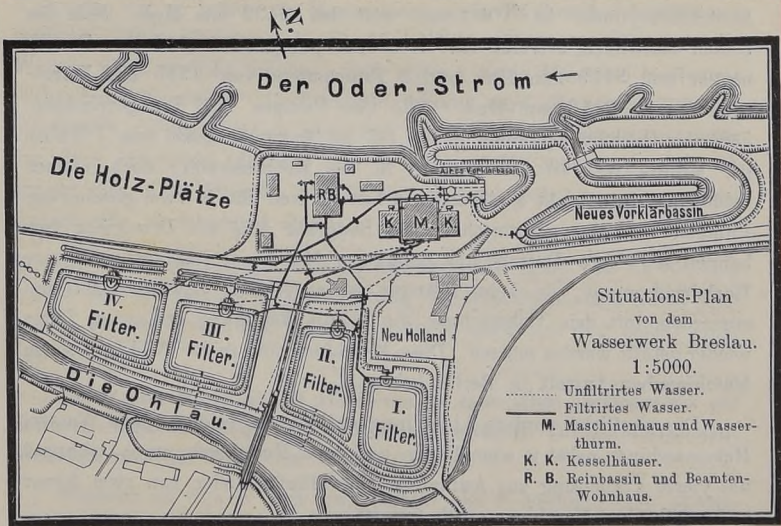 N.
Der Oder-Strom
Die Holz-Plätze
Altes Vorklärbassin
Neues Vorklärbassin
RB
K
M.
K
IV.
Filter.
III.
Filter.
II.
Filter.
I.
Filter.
Neu Holland
Die Ohlau.
Situations-Plan
von dem
Wasserwerk Breslau.
1:5000.
Unfiltrirtes Wasser.
Filtrirtes Wasser.
M. Maschinenhaus und Wasser-
thurm.
K. K. Kesselhäuser.
R. B. Reinbassin und Beamten-
Wohnhaus.